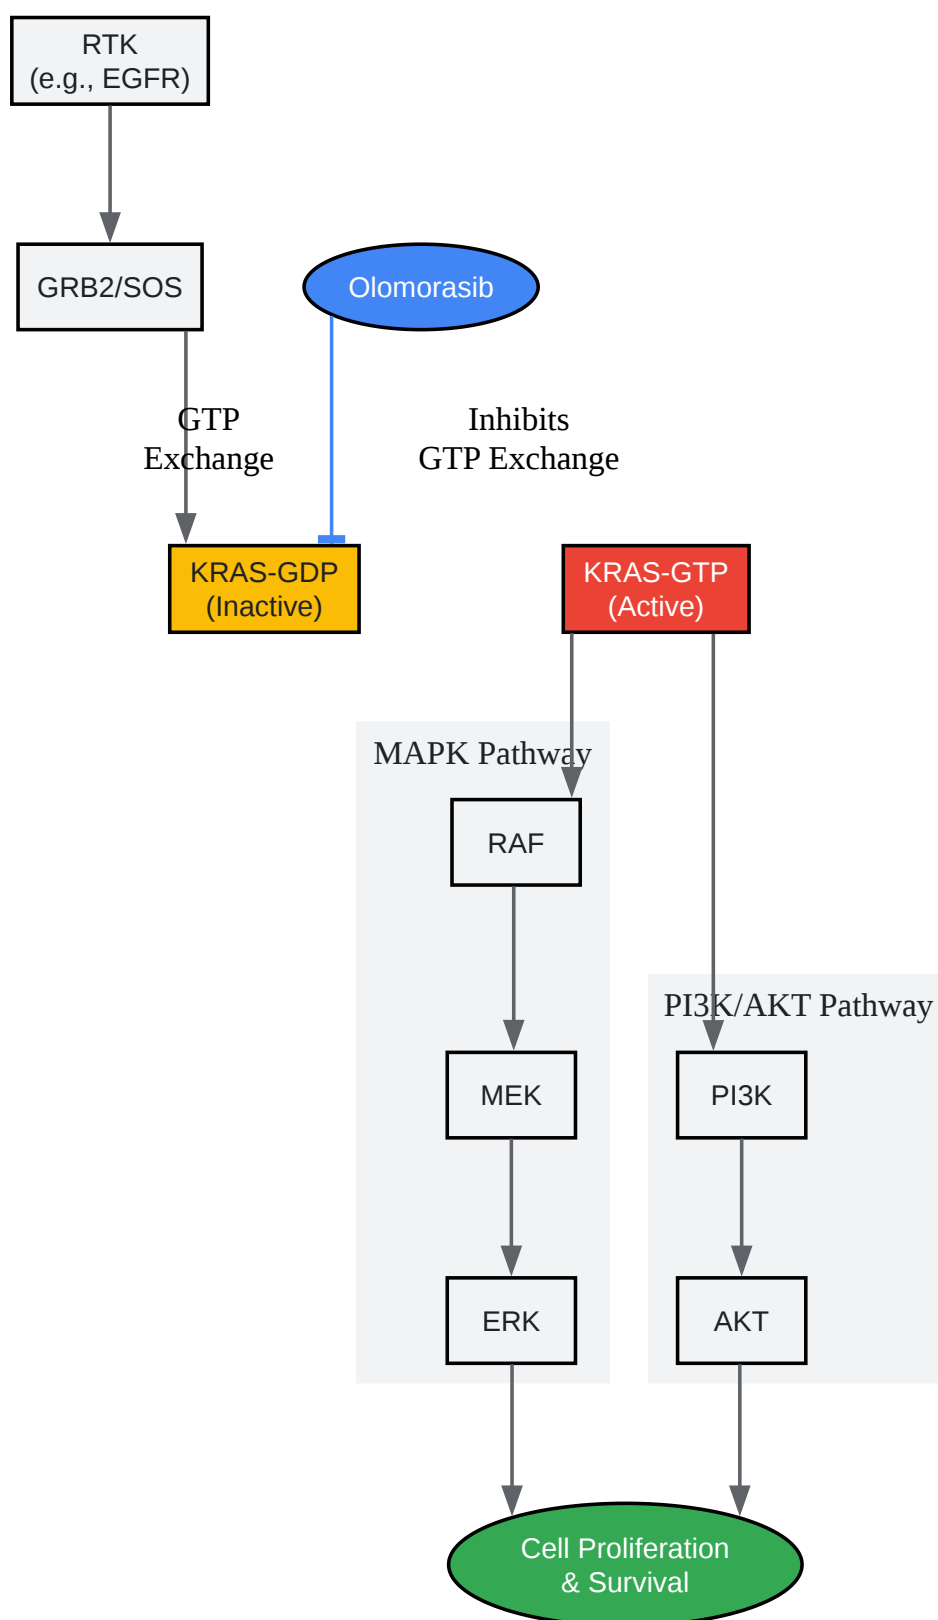 RTK
(e.g., EGFR)
GRB2/SOS
Olomorasib
GTP
Exchange
Inhibits
GTP Exchange
KRAS-GDP
(Inactive)
KRAS-GTP
(Active)
MAPK Pathway
RAF
PI3K/AKT Pathway
MEK
PI3K
ERK
AKT
Cell Proliferation
& Survival